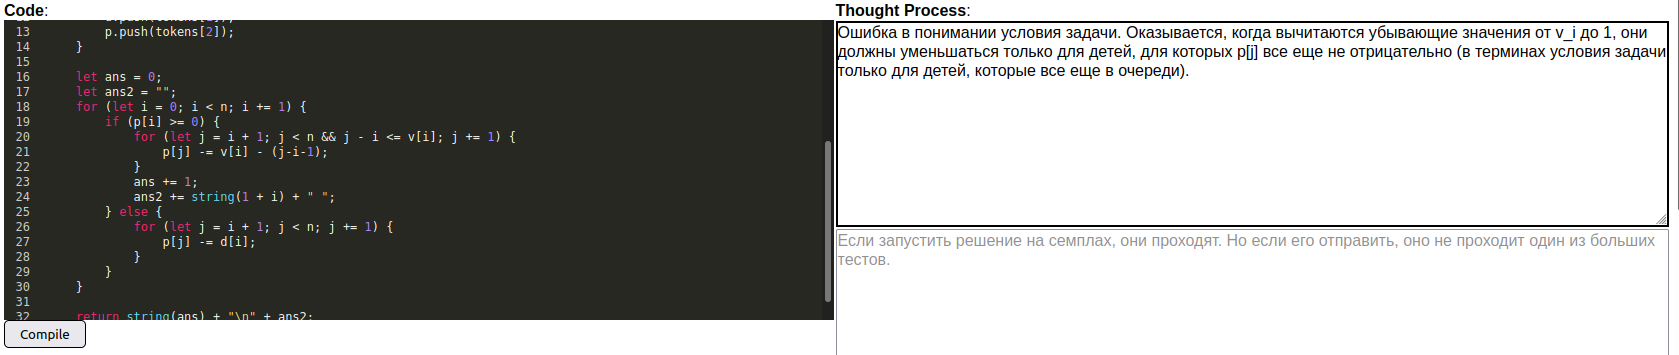 Code:
13 p.push(tokens[2]);
14 }
15
16 let ans = 0;
17 let ans2 = "";
18 for (let i = 0; i < n; i += 1) {
19 if (p[i] >= 0) {
20 for (let j = i + 1; j < n && j - i <= v[i]; j += 1) {
21 p[j] -= v[i] - (j-i-1);
22 }
23 ans += 1;
24 ans2 += string(1 + i) + " ";
25 } else {
26 for (let j = i + 1; j < n; j += 1) {
27 p[j] -= d[i];
28 }
29 }
30 }
31
32 return string(ans) + "\n" + ans2;
Compile
Thought Process:
Ошибка в понимании условия задачи. Оказывается, когда вычитаются убывающие значения от v_i до 1, они
должны уменьшаться только для детей, для которых p[j] все еще не отрицательно (в терминах условия задачи
только для детей, которые все еще в очереди).
Если запустить решение на семплах, они проходят. Но если его отправить, оно не проходит один из больших
тестов.